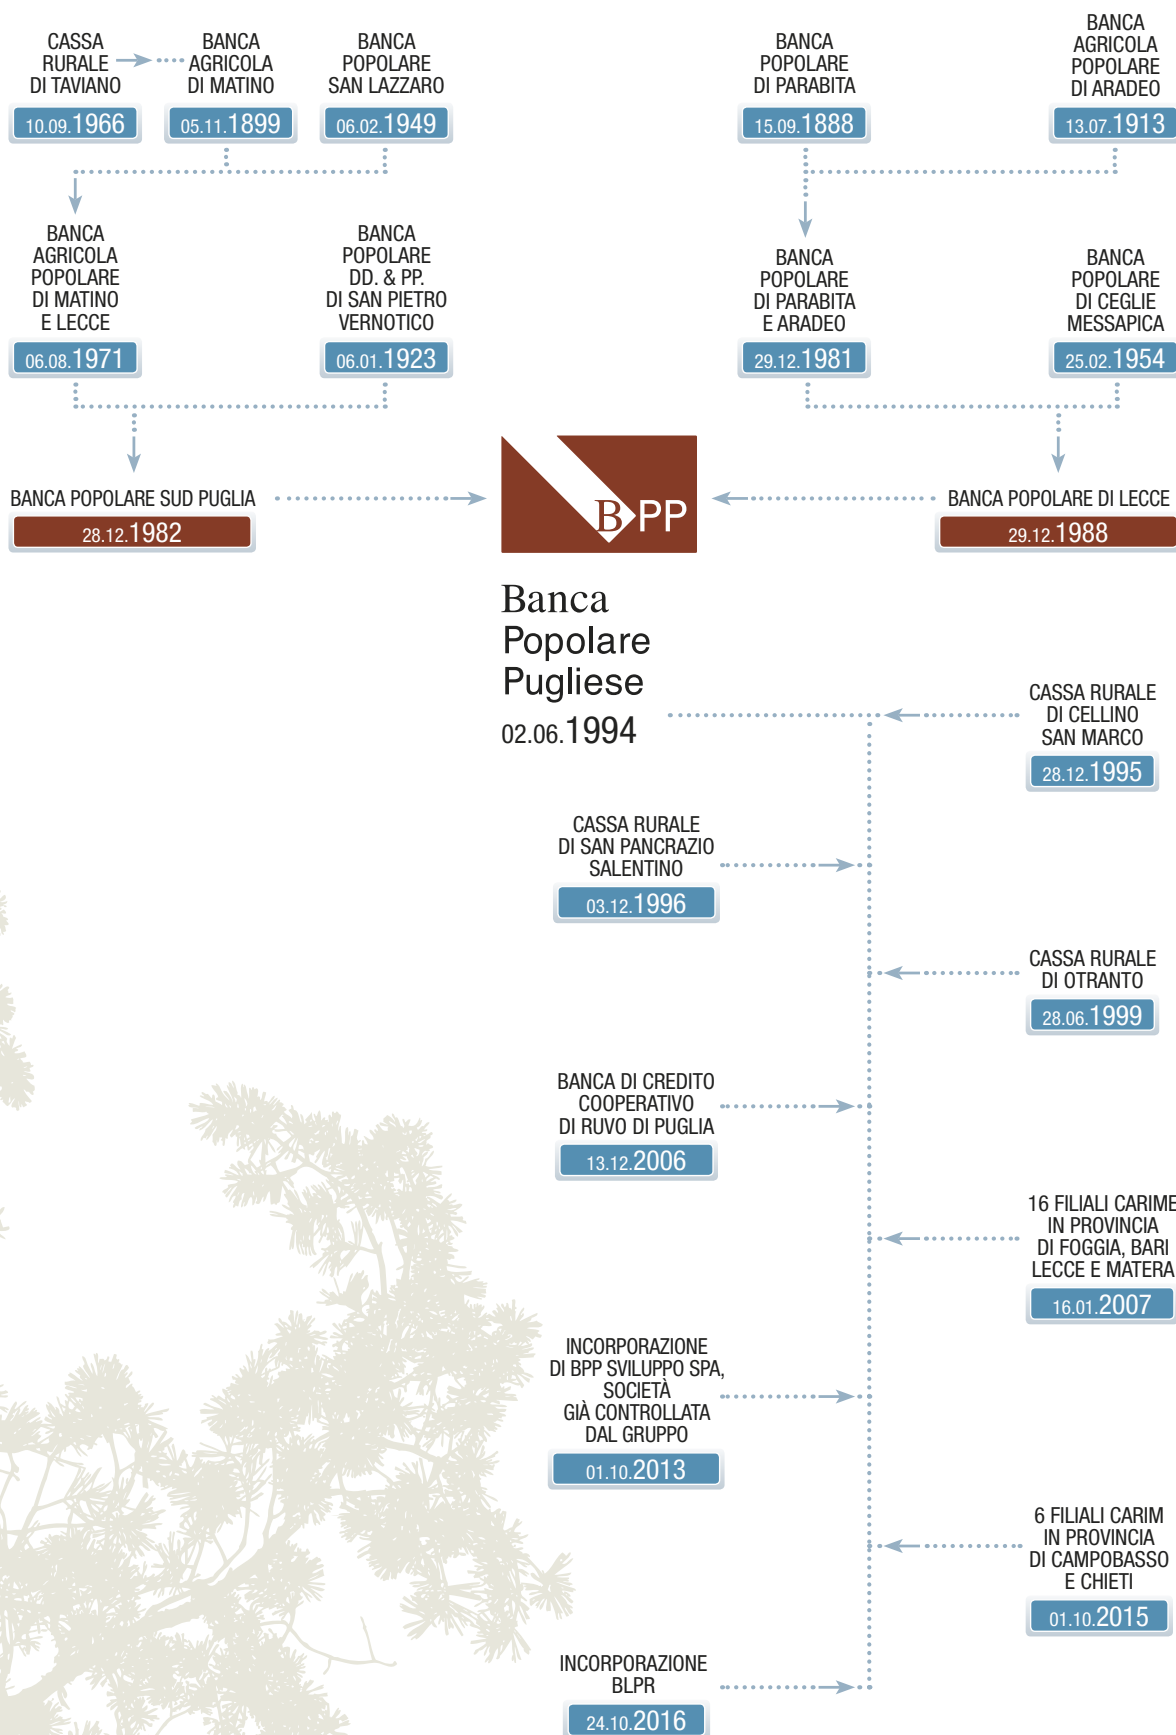 CASSA
RURALE
DI TAVIANO
10.09.1966
BANCA
AGRICOLA
DI MATINO
05.11.1899
BANCA
POPOLARE
SAN LAZZARO
06.02.1949
BANCA
POPOLARE
DI PARABITA
15.09.1888
BANCA
AGRICOLA
POPOLARE
DI ARADEO
13.07.1913
BANCA
AGRICOLA
POPOLARE
DI MATINO
E LECCE
06.08.1971
BANCA
POPOLARE
DD. & PP.
DI SAN PIETRO
VERNOTICO
06.01.1923
BANCA
POPOLARE
DI PARABITA
E ARADEO
29.12.1981
BANCA
POPOLARE
DI CEGLIE
MESSAPICA
25.02.1954
BANCA POPOLARE SUD PUGLIA
28.12.1982
BPP
BANCA POPOLARE DI LECCE
29.12.1988
Banca
Popolare
Pugliese
02.06.1994
CASSA RURALE
DI CELLINO
SAN MARCO
28.12.1995
CASSA RURALE
DI SAN PANCRAZIO
SALENTINO
03.12.1996
CASSA RURALE
DI OTRANTO
28.06.1999
BANCA DI CREDITO
COOPERATIVO
DI RUVO DI PUGLIA
13.12.2006
16 FILIALI CARIME
IN PROVINCIA
DI FOGGIA, BARI
LECCE E MATERA
16.01.2007
INCORPORAZIONE
DI BPP SVILUPPO SPA,
SOCIETÀ
GIÀ CONTROLLATA
DAL GRUPPO
01.10.2013
6 FILIALI CARIM
IN PROVINCIA
DI CAMPOBASSO
E CHIETI
01.10.2015
INCORPORAZIONE
BLPR
24.10.2016